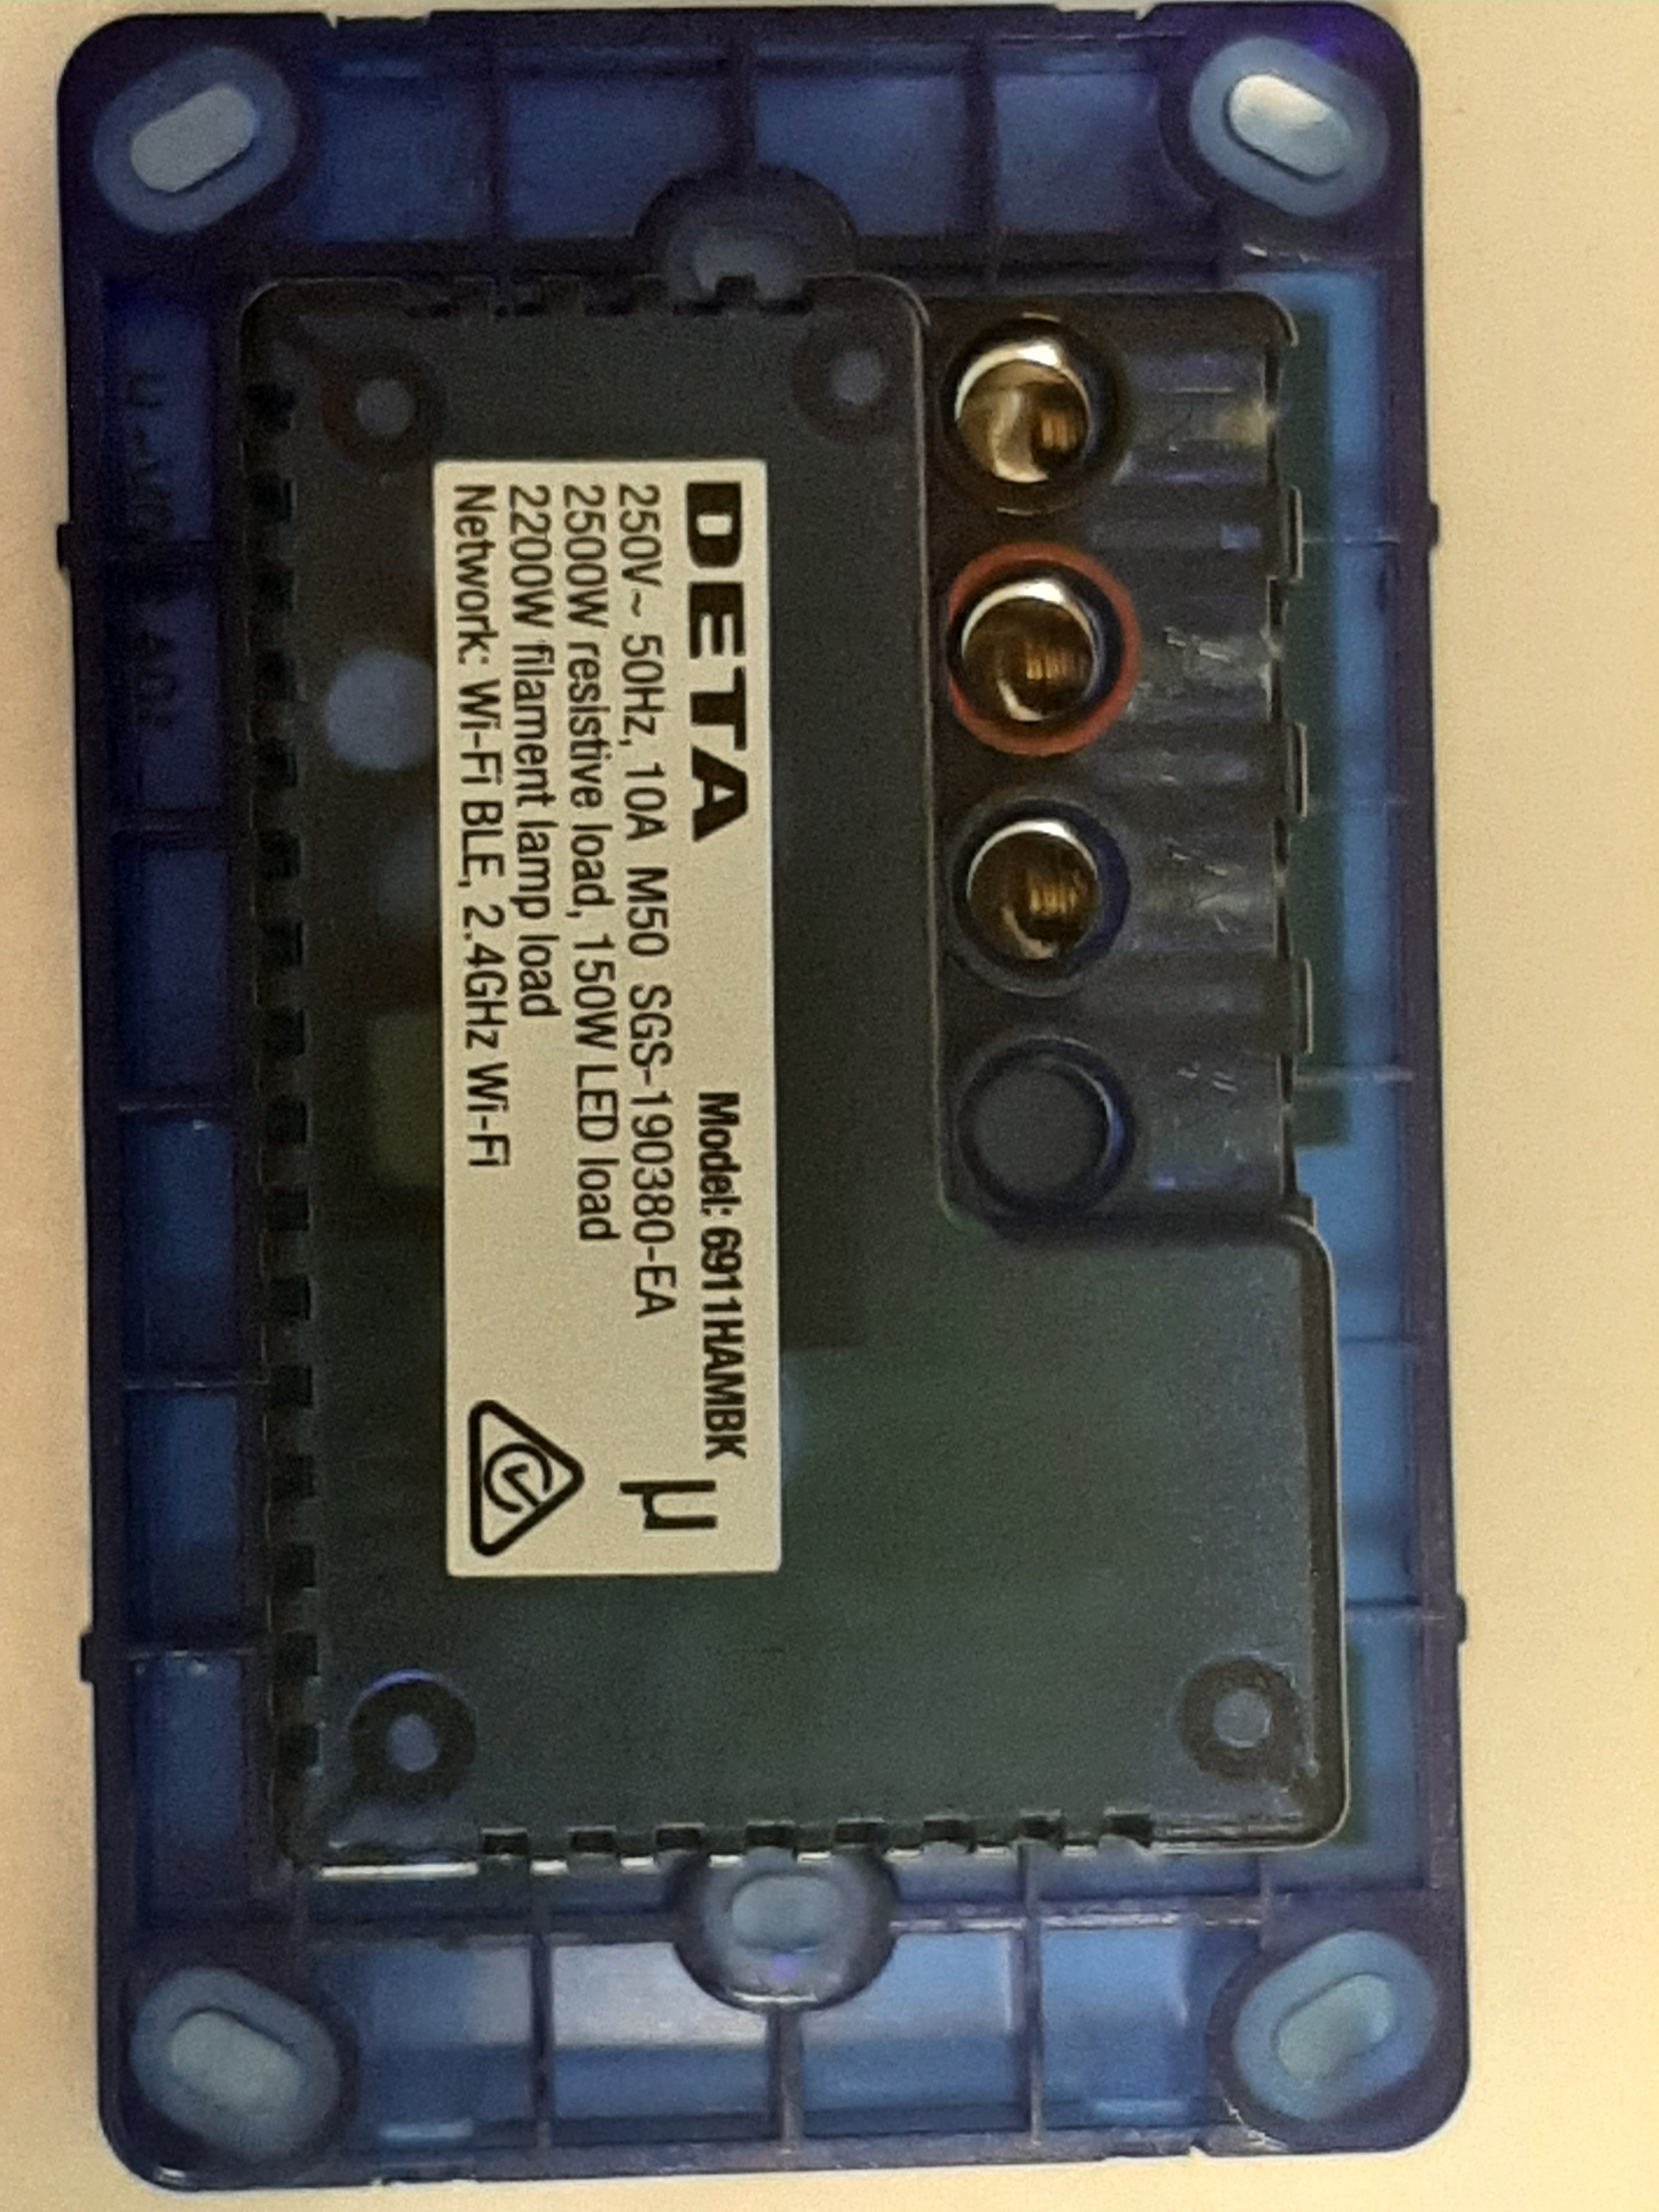 DETA
Model: 6911HAMBK
250V~ 50Hz, 10A M50 SGS-190380-EA
2500W resistive load, 150W LED load
2200W filament lamp load
Network: Wi-Fi BLE, 2.4GHz Wi-Fi
µ